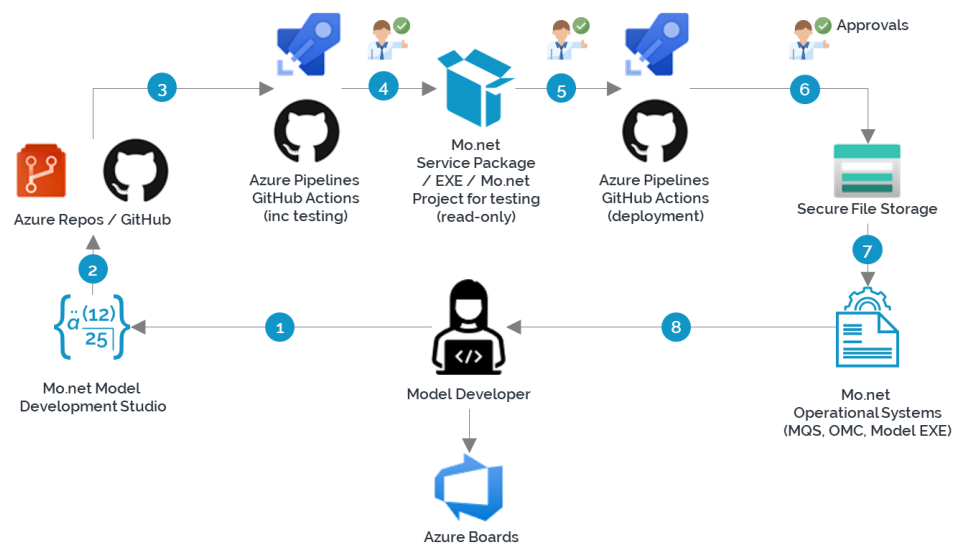 Approvals
3
4
5
6
Mo.net
Service Package
/ EXE / Mo.net
Project for testing
(read-only)
Azure Pipelines
GitHub Actions
(inc testing)
Azure Pipelines
GitHub Actions
(deployment)
Secure File Storage
Azure Repos / GitHub
2
7
ä(12)
25|
1
8
</>
Mo.net Model
Development Studio
Model Developer
Mo.net
Operational Systems
(MQS, OMC, Model EXE)
Azure Boards